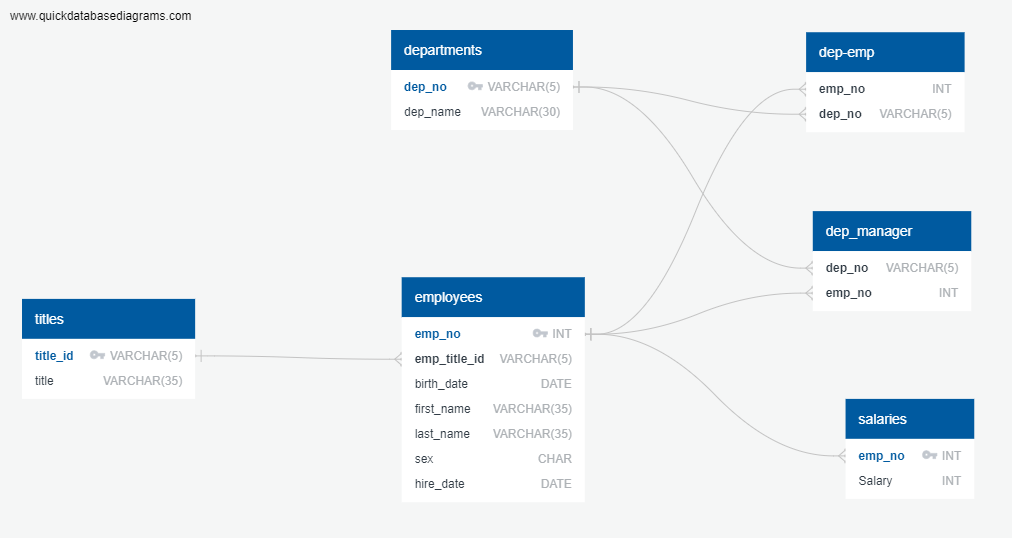 www.quickdatabasediagrams.com
departments
dep_no VARCHAR(5)
dep_name VARCHAR(30)
dep-emp
emp_no INT
dep_no VARCHAR(5)
dep_manager
dep_no VARCHAR(5)
emp_no INT
employees
emp_no INT
emp_title_id VARCHAR(5)
birth_date DATE
first_name VARCHAR(35)
last_name VARCHAR(35)
sex CHAR
hire_date DATE
titles
title_id VARCHAR(5)
title VARCHAR(35)
salaries
emp_no INT
Salary INT